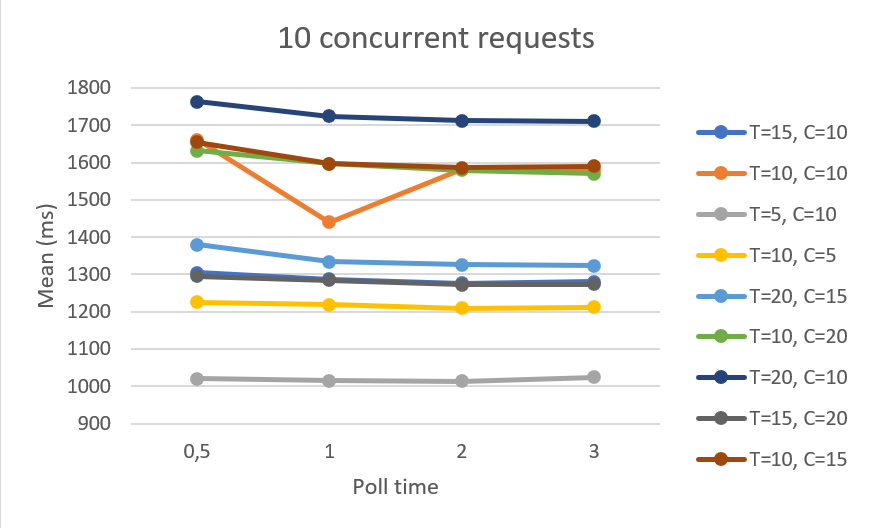 10 concurrent requests
1800
1700
1600
1500
1400
1300
1200
1100
1000
900
Mean (ms)
0,5 1 2 3
Poll time
T=15, C=10
T=10, C=10
T=5, C=10
T=10, C=5
T=20, C=15
T=10, C=20
T=20, C=10
T=15, C=20
T=10, C=15